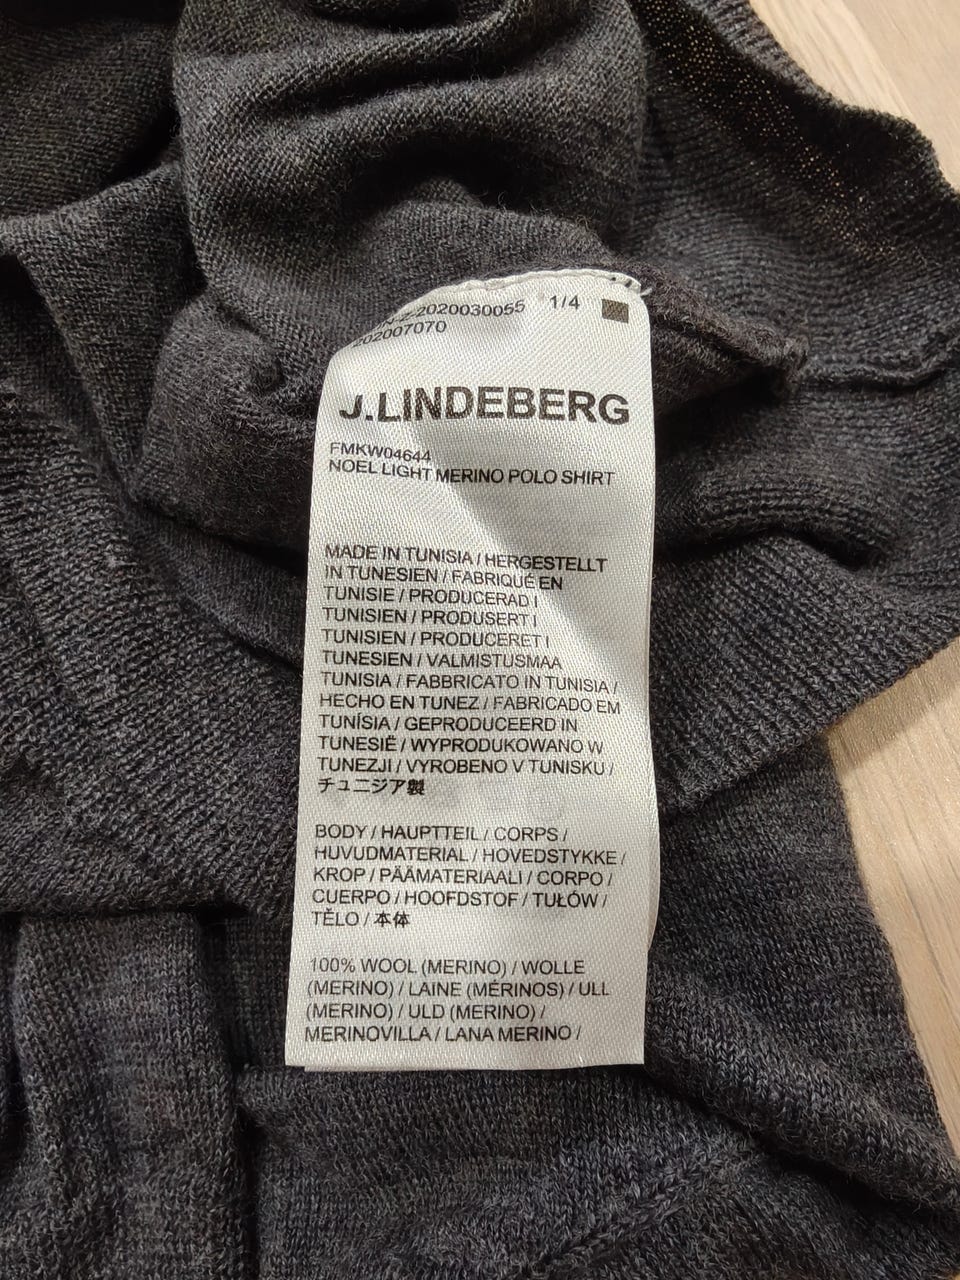 2020030055 1/4
202007070
J.LINDEBERG
FMKW04644
NOEL LIGHT MERINO POLO SHIRT
MADE IN TUNISIA / HERGESTELLT
IN TUNESIEN / FABRIQUÉ EN
TUNISIE / PRODUCERAD I
TUNISIEN / PRODUSERT I
TUNISIEN / PRODUCERET I
TUNESIEN / VALMISTUSMAA
TUNISIA / FABBRICATO IN TUNISIA /
HECHO EN TUNEZ / FABRICADO EM
TUNÍSIA / GEPRODUCEERD IN
TUNESIË / WYPRODUKOWANO W
TUNEZJI / VYROBENO V TUNISKU /
チュニジア製
BODY / HAUPTTEIL / CORPS /
HUVUDMATERIAL / HOVEDSTYKKE /
KROP / PÄÄMATERIAALI / CORPO /
CUERPO / HOOFDSTOF / TUŁÓW /
TĚLO / 本体
100% WOOL (MERINO) / WOLLE
(MERINO) / LAINE (MÉRINOS) / ULL
(MERINO) / ULD (MERINO) /
MERINOVILLA / LANA MERINO /